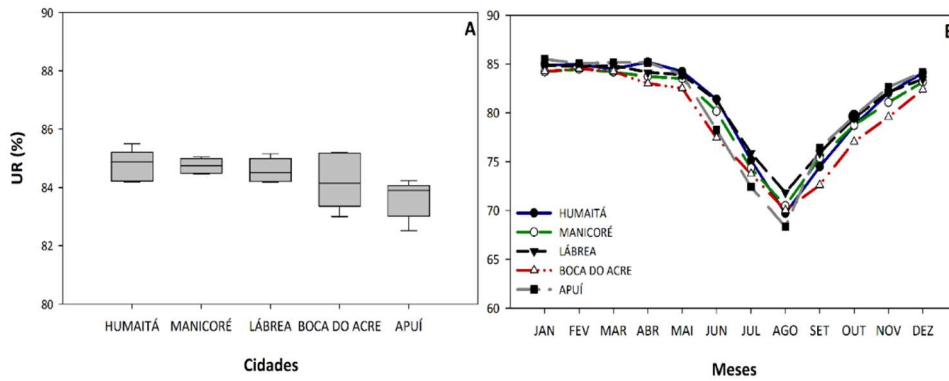 A
UR (%)
90
88
86
84
82
80
HUMAITÁ MANICORÉ LÁBREA BOCA DO ACRE APUÍ
Cidades
90
85
80
75
70
65
60
HUMAITÁ
MANICORÉ
LÁBREA
BOCA DO ACRE
APUÍ
JAN FEV MAR ABR MAI JUN JUL AGO SET OUT NOV DEZ
Meses